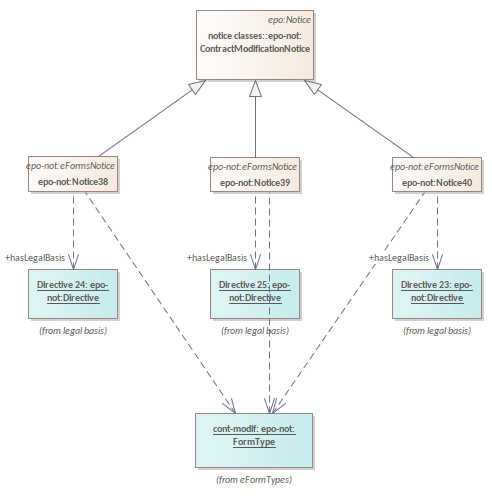 epo:Notice
notice classes::epo-not:
ContractModificationNotice
epo-not:eFormsNotice
epo-not:Notice38
epo-not:eFormsNotice
epo-not:Notice39
epo-not:eFormsNotice
epo-not:Notice40
+hasLegalBasis
+hasLegalBasis
+hasLegalBasis
Directive 24: epo-
not:Directive
(from legal basis)
Directive 25: epo-
not:Directive
(from legal basis)
Directive 23: epo-
not:Directive
(from legal basis)
cont-modif: epo-not:
FormType
(from eFormTypes)